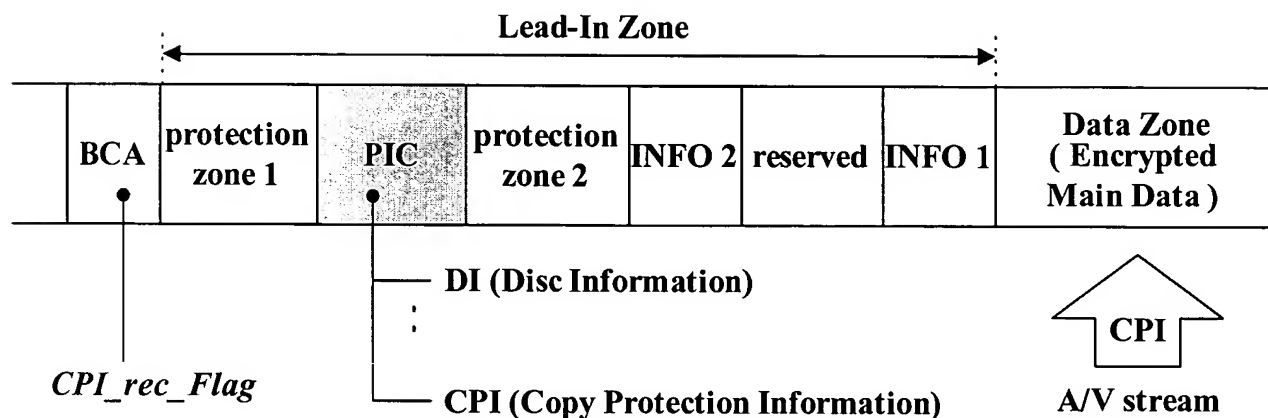 Lead-In Zone
BCA
protection
zone 1
PIC
protection
zone 2
INFO 2
reserved
INFO 1
Data Zone
( Encrypted
Main Data )
DI (Disc Information)
CPI_rec_Flag
CPI (Copy Protection Information)
CPI
A/V stream